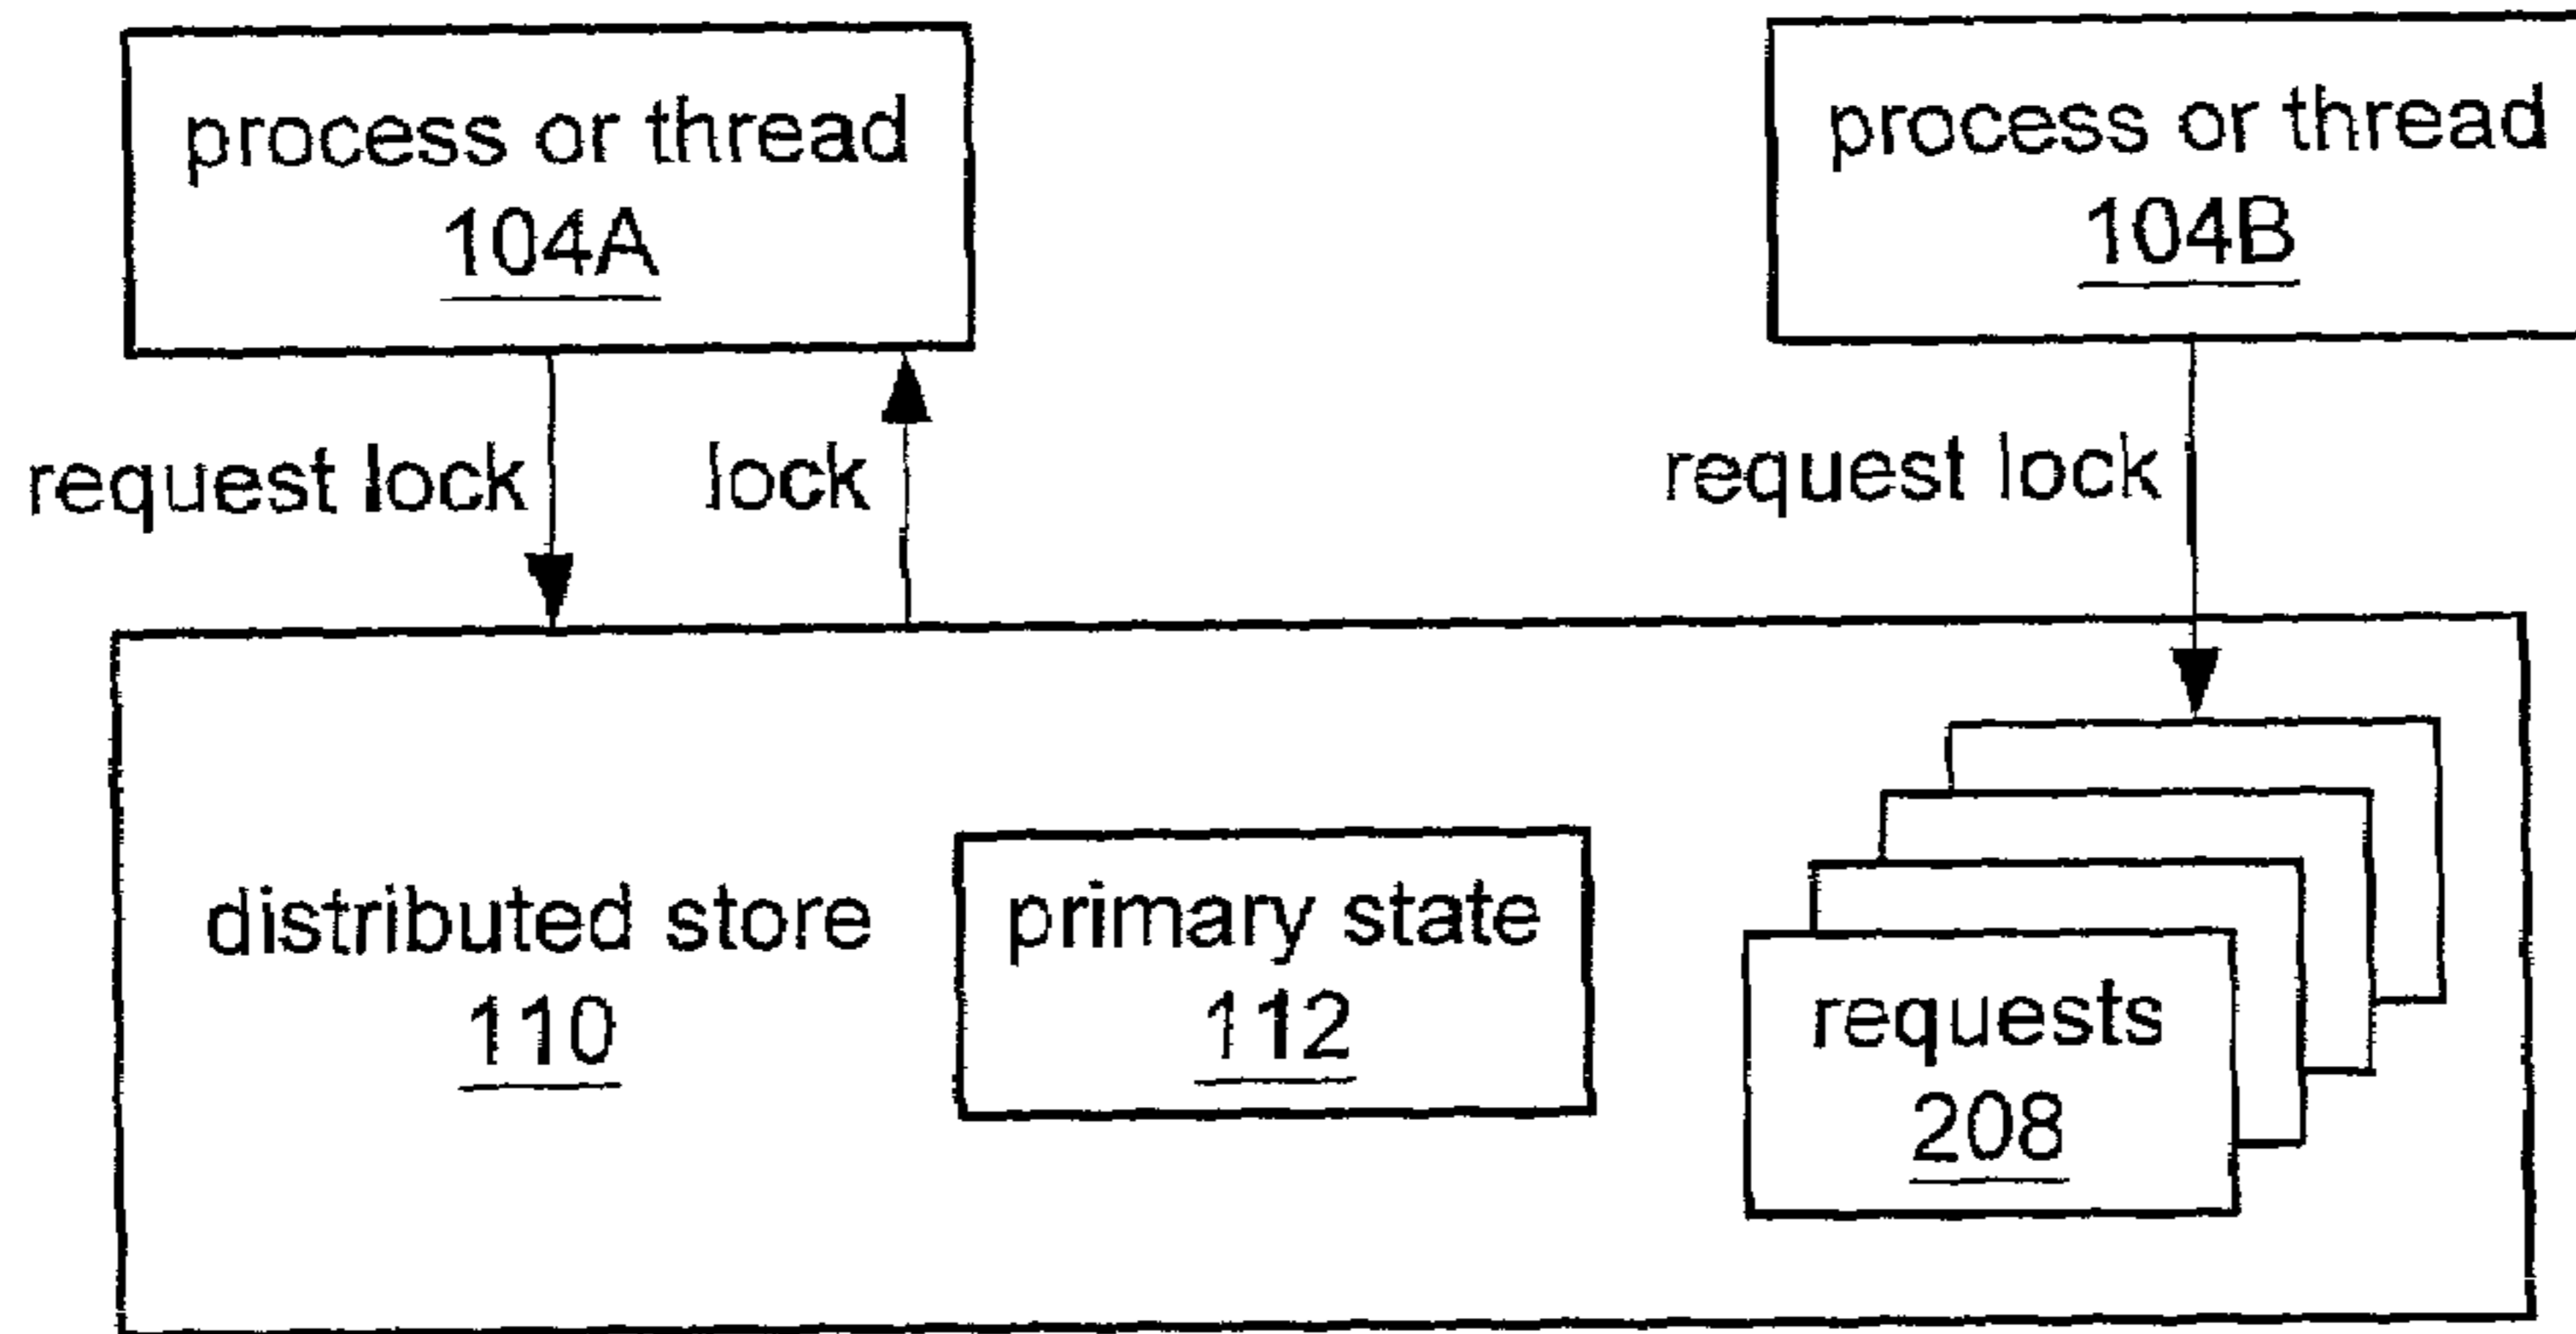 process or thread
104A
process or thread
104B
request lock
lock
request lock
distributed store
110
primary state
112
requests
208